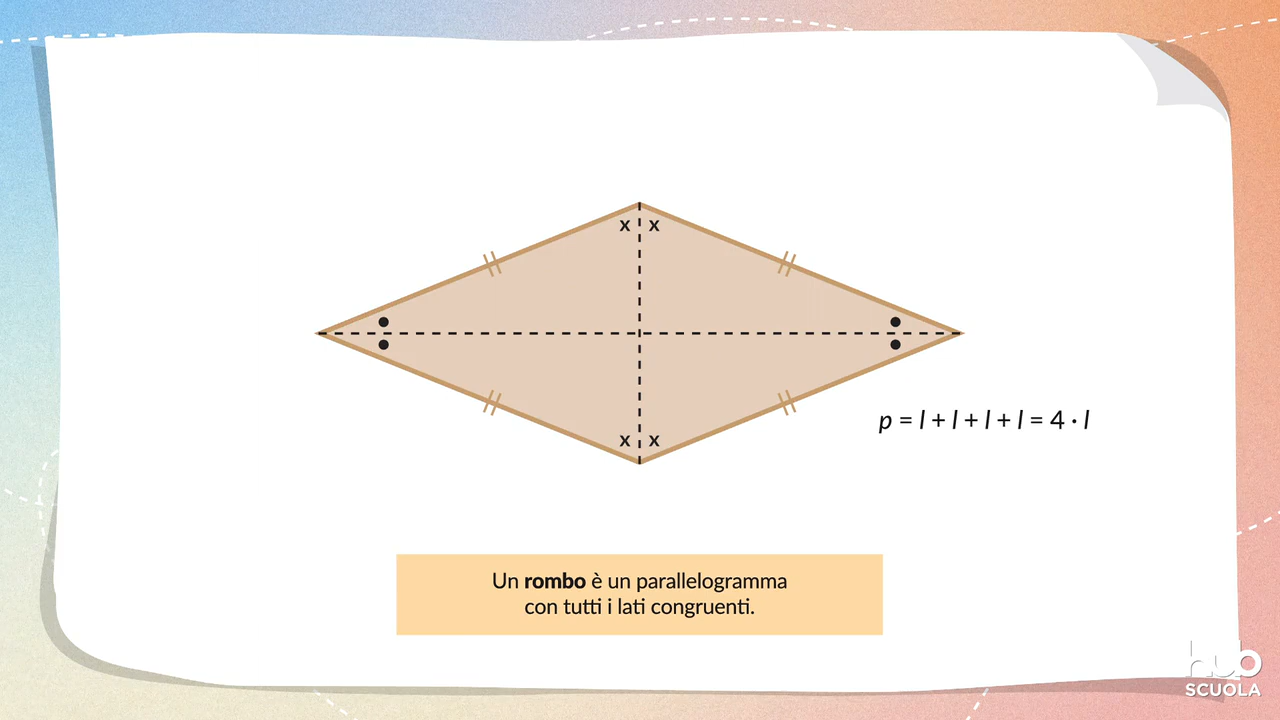 x x
p = l + l + l + l = 4 · l
x x
Un rombo è un parallelogramma
con tutti i lati congruenti.
hub
SCUOLA